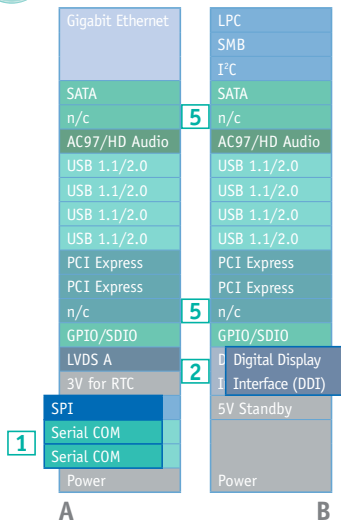 Gigabit Ethernet
SATA
n/c
AC97/HD Audio
USB 1.1/2.0
USB 1.1/2.0
USB 1.1/2.0
USB 1.1/2.0
PCI Express
PCI Express
n/c
GPIO/SDIO
LVDS A
3V for RTC
SPI
1
Serial COM
Serial COM
Power
A
LPC
SMB
I²C
SATA
5
n/c
AC97/HD Audio
USB 1.1/2.0
USB 1.1/2.0
USB 1.1/2.0
USB 1.1/2.0
PCI Express
PCI Express
5
n/c
GPIO/SDIO
2
D Digital Display
I Interface (DDI)
5V Standby
Power
B